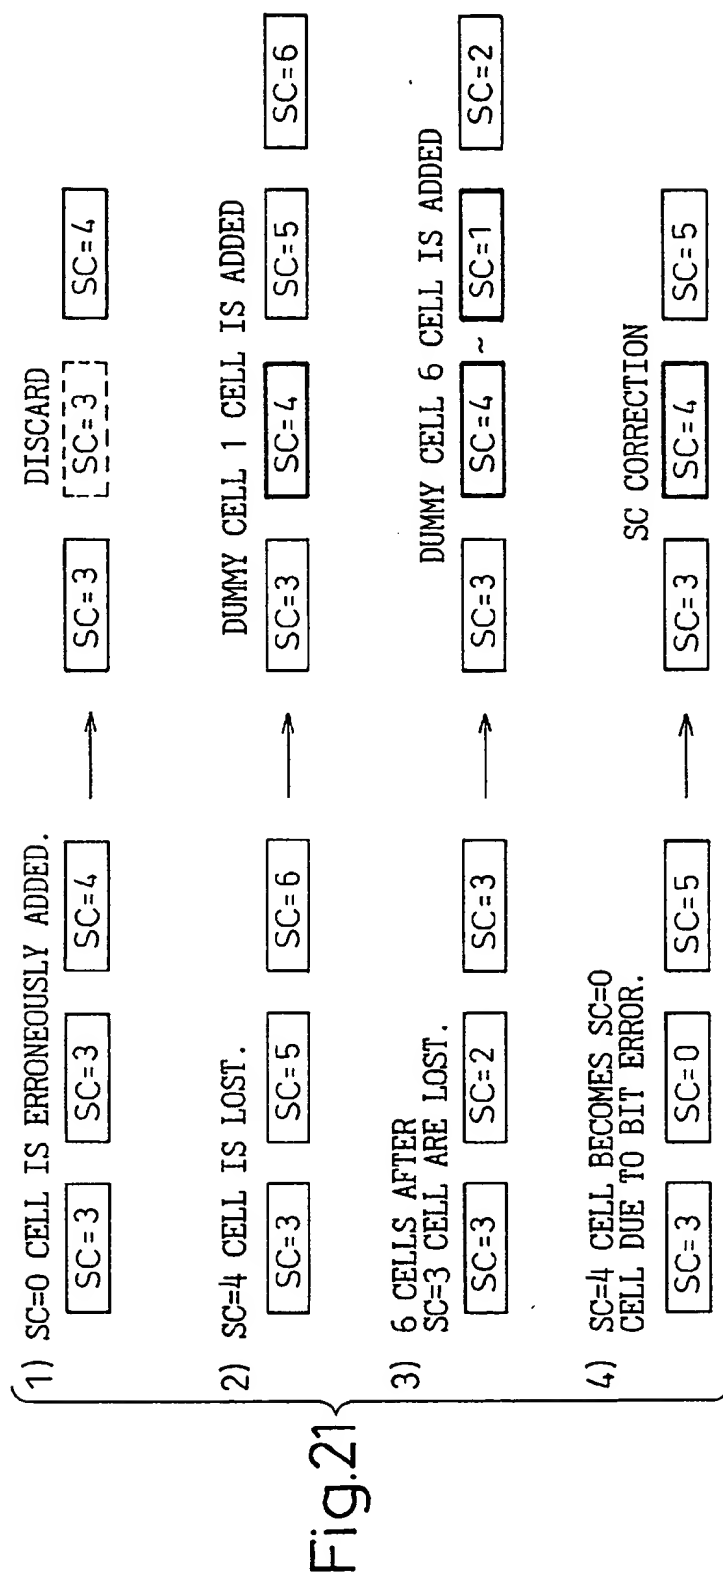 Fig.21
1) SC=0 CELL IS ERRONEOUSLY ADDED.
SC=3 SC=3 SC=4
DISCARD
SC=3 SC=3 SC=4
2) SC=4 CELL IS LOST.
SC=3 SC=5 SC=6
DUMMY CELL 1 CELL IS ADDED
SC=3 SC=4 SC=5 SC=6
3) 6 CELLS AFTER
SC=3 CELL ARE LOST.
SC=3 SC=2 SC=3
DUMMY CELL 6 CELL IS ADDED
SC=3 SC=4 ~ SC=1 SC=2
4) SC=4 CELL BECOMES SC=0
CELL DUE TO BIT ERROR.
SC=3 SC=0 SC=5
SC CORRECTION
SC=3 SC=4 SC=5